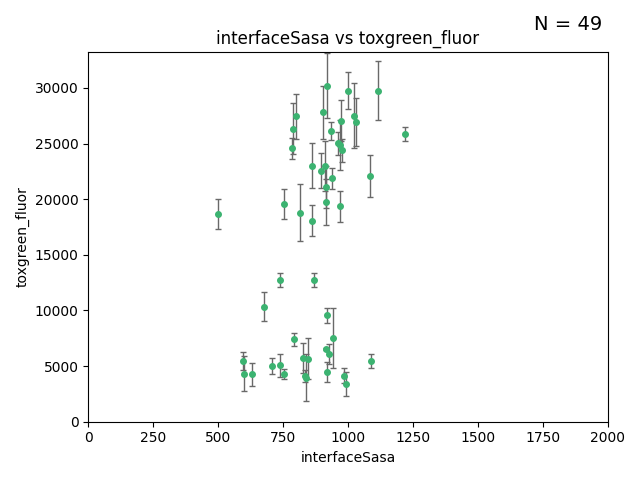 N = 49
interfaceSasa vs toxgreen_fluor
toxgreen_fluor
30000
25000
20000
15000
10000
5000
0
0 250 500 750 1000 1250 1500 1750 2000
interfaceSasa